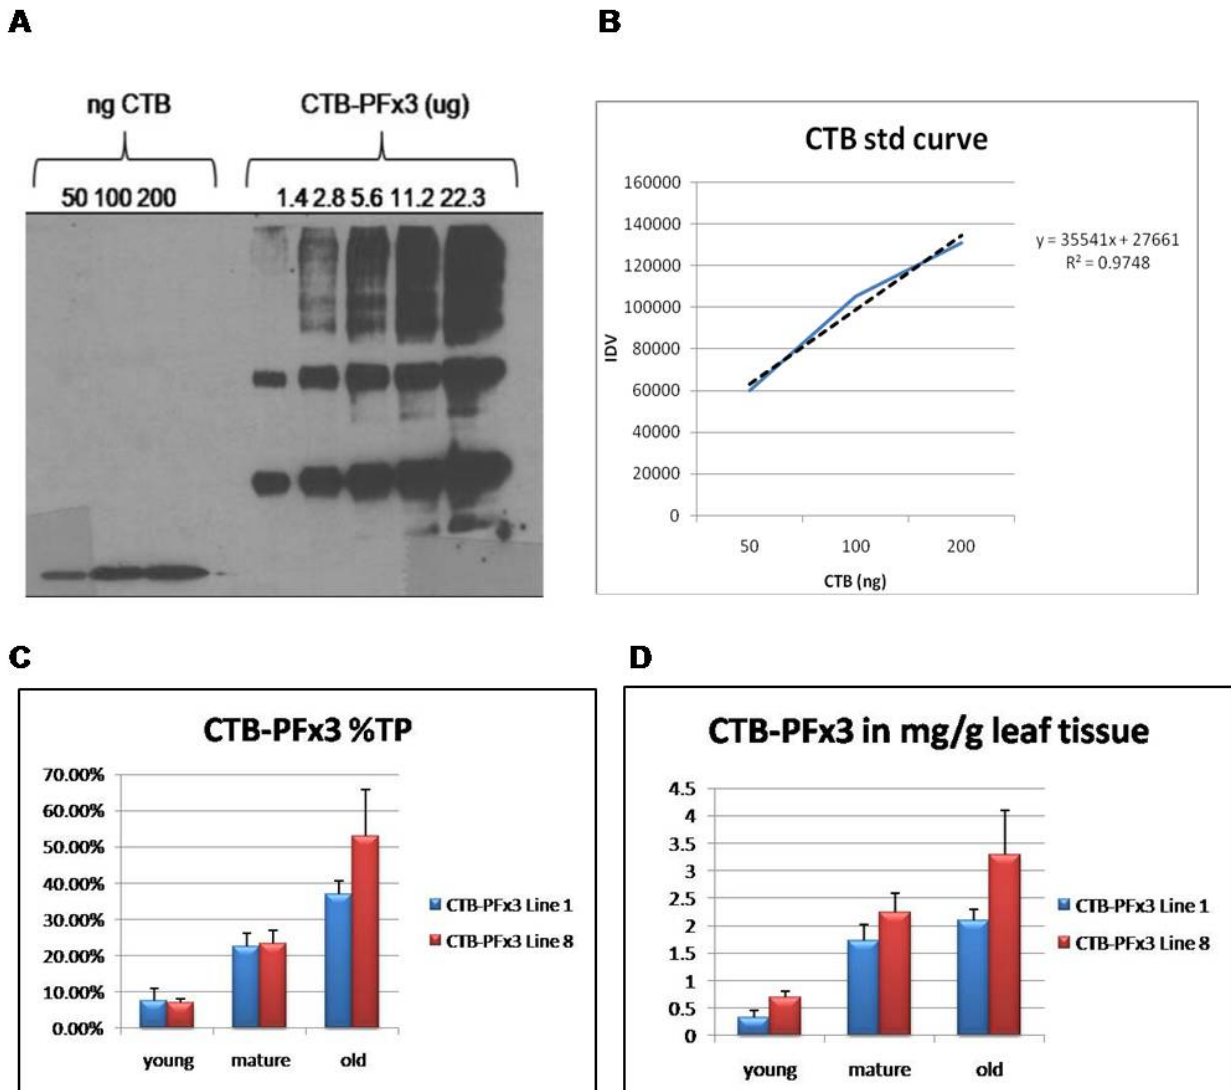 A
ng CTB
CTB-PFx3 (ug)
50 100 200
1.4 2.8 5.6 11.2 22.3
B
CTB std curve
160000
140000
120000
100000
80000
60000
40000
20000
0
IDV
50 100 200
CTB (ng)
y = 35541x + 27661
R² = 0.9748
C
CTB-PFx3 %TP
70.00%
60.00%
50.00%
40.00%
30.00%
20.00%
10.00%
0.00%
young mature old
CTB-PFx3 Line 1
CTB-PFx3 Line 8
D
CTB-PFx3 in mg/g leaf tissue
4.5
4
3.5
3
2.5
2
1.5
1
0.5
0
young mature old
CTB-PFx3 Line 1
CTB-PFx3 Line 8